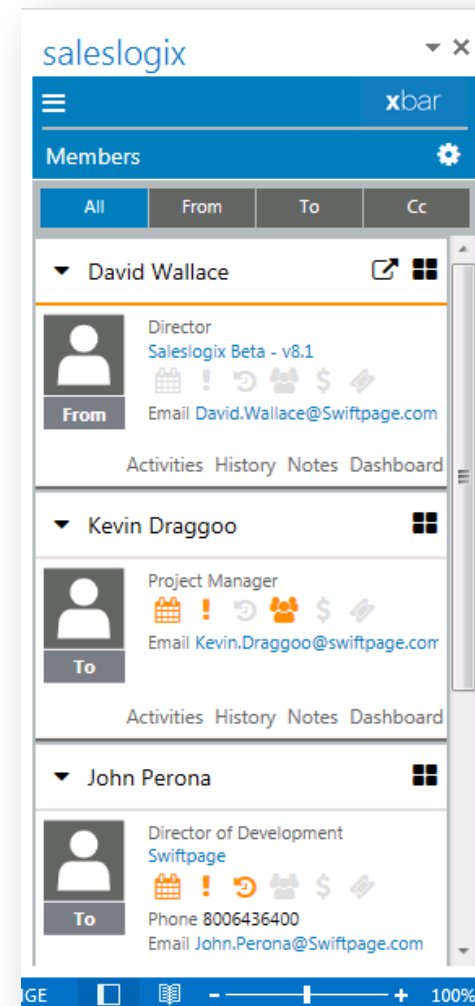 saleslogix
xbar
Members
All From To Cc
David Wallace
Director
Saleslogix Beta - v8.1
From
Email David.Wallace@Swiftpage.com
Activities History Notes Dashboard
Kevin Draggoo
Project Manager
Email Kevin.Draggoo@swiftpage.com
To
Activities History Notes Dashboard
John Perona
Director of Development
Swiftpage
To
Phone 8006436400
Email John.Perona@Swiftpage.com
GE 100%